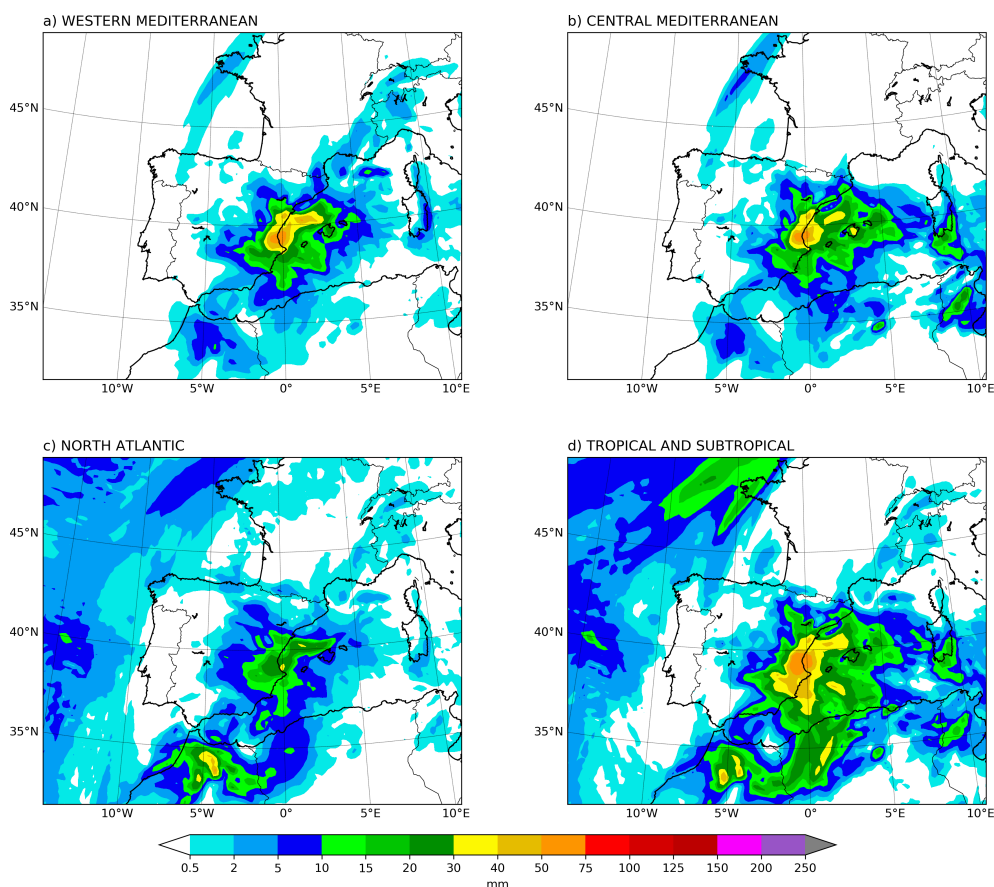 a) WESTERN MEDITERRANEAN
b) CENTRAL MEDITERRANEAN
45°N
40°N
35°N
10°W 5°W 0° 5°E 10°E
45°N
40°N
35°N
10°W 5°W 0° 5°E 10°E
c) NORTH ATLANTIC
d) TROPICAL AND SUBTROPICAL
45°N
40°N
35°N
10°W 5°W 0° 5°E 10°E
45°N
40°N
35°N
10°W 5°W 0° 5°E 10°E
0.5 2 5 10 15 20 30 40 50 75 100 125 150 200 250
mm